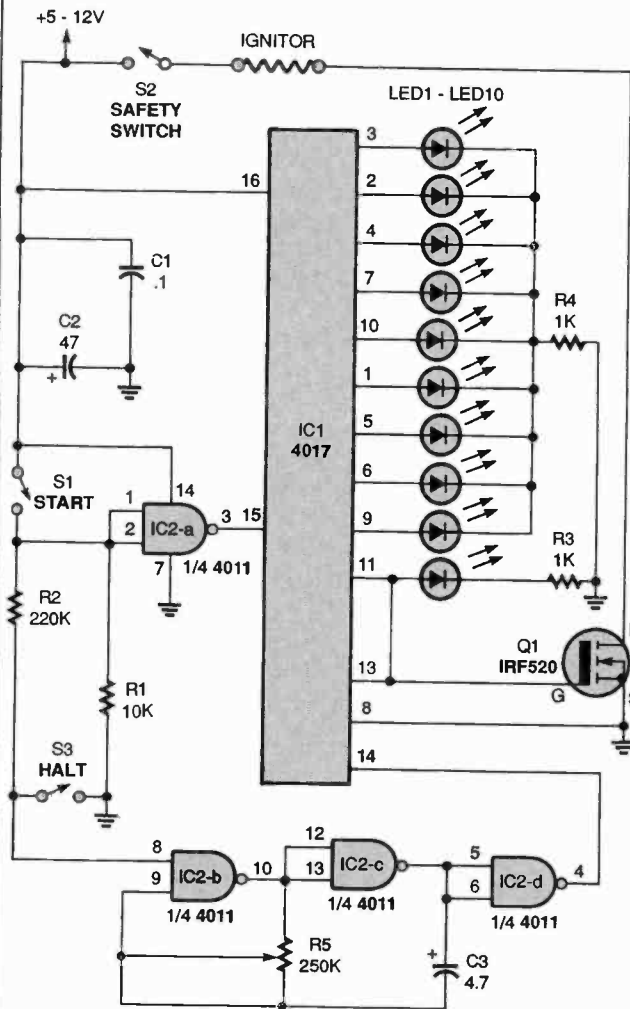 +5 - 12V
IGNITOR
S2
SAFETY
SWITCH
LED1 - LED10
3
16
2
4
C1
.1
7
R4
1K
C2
47
+
10
1
IC1
4017
5
S1
START
14
6
1
2
IC2-a
3
15
9
7
1/4 4011
R3
1K
11
R2
220K
Q1
IRF520
R1
10K
13
G
8
S3
HALT
14
8
9
IC2-b
10
1/4 4011
12
13
IC2-c
1/4 4011
5
6
IC2-d
4
1/4 4011
R5
250K
+
C3
4.7